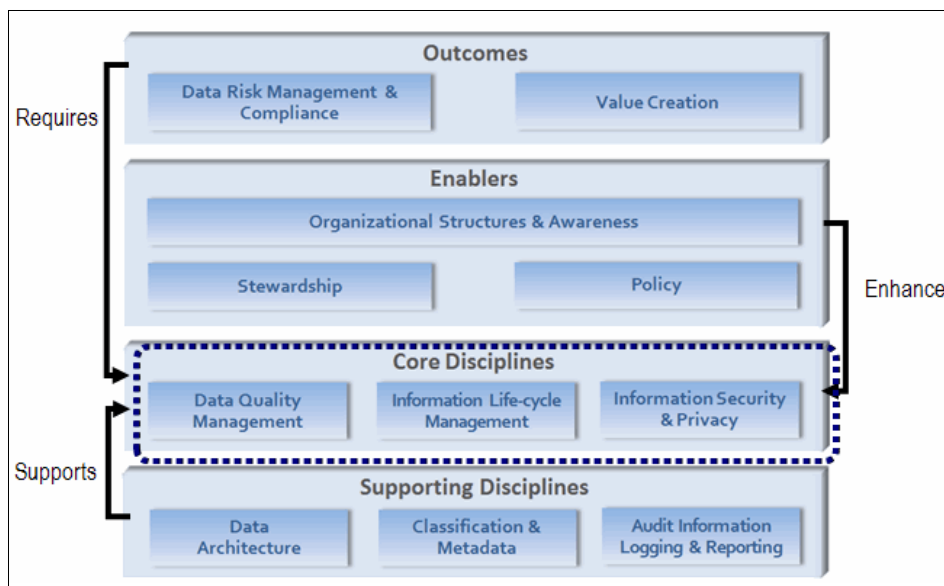 Outcomes
Data Risk Management &
Compliance
Value Creation
Requires
Enablers
Organizational Structures & Awareness
Stewardship
Policy
Enhance
Core Disciplines
Data Quality
Management
Information Life-cycle
Management
Information Security
& Privacy
Supports
Supporting Disciplines
Data
Architecture
Classification &
Metadata
Audit Information
Logging & Reporting